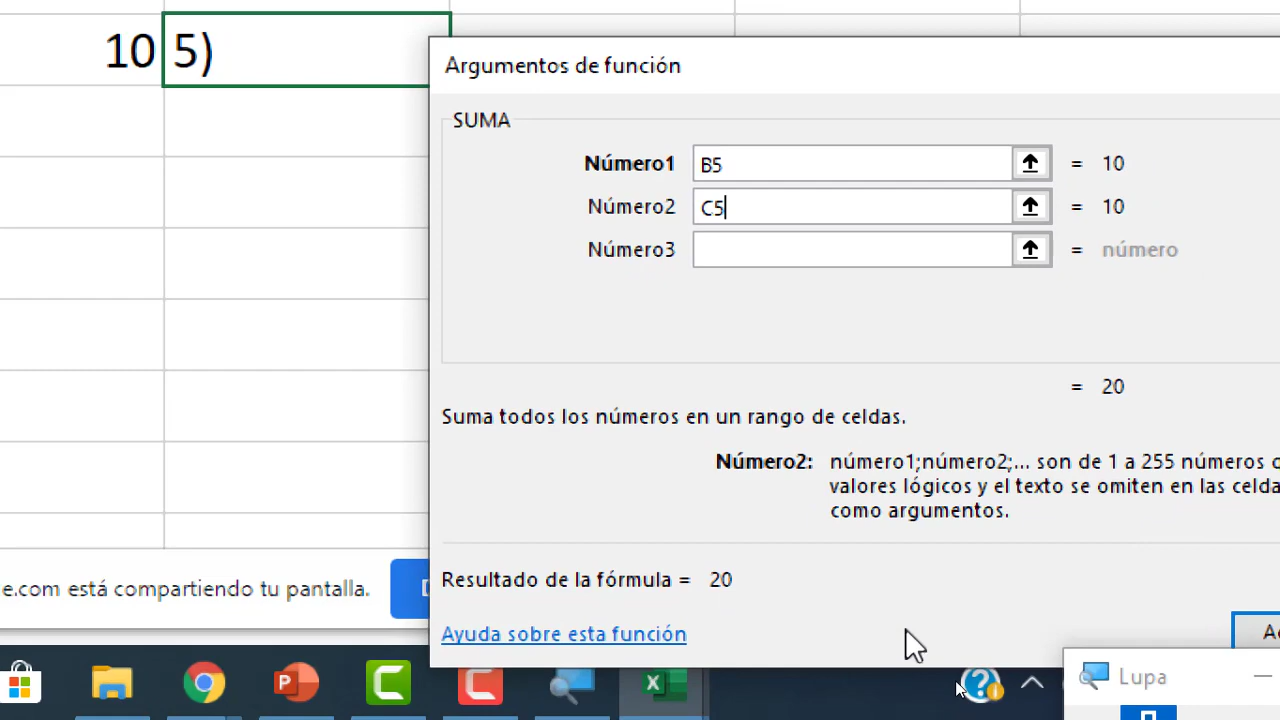 10 5)
Argumentos de función
SUMA
Número1 B5 = 10
Número2 C5 = 10
Número3 = número
= 20
Suma todos los números en un rango de celdas.
Número2: número1;número2;... son de 1 a 255 números
valores lógicos y el texto se omiten en las celda
como argumentos.
e.com está compartiendo tu pantalla.
Resultado de la fórmula = 20
Ayuda sobre esta función
Lupa